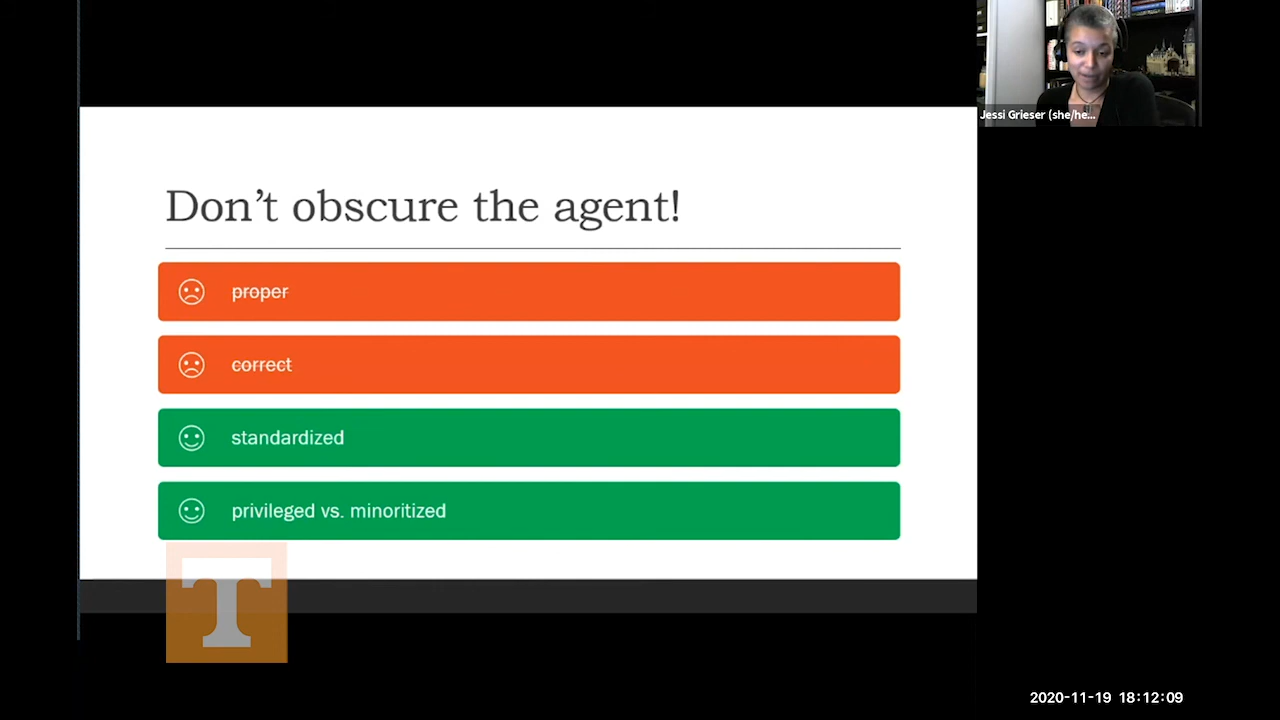 Jessi Grieser (she/he...
Don't obscure the agent!
proper
correct
standardized
privileged vs. minoritized
T
2020-11-19 18:12:09